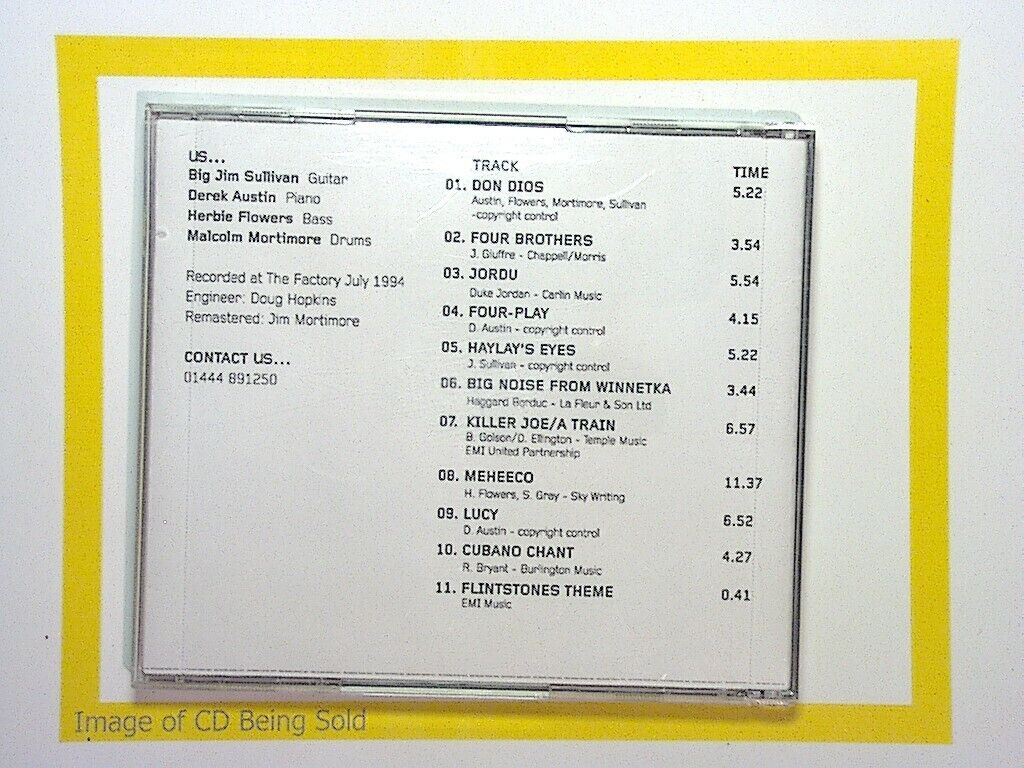 US...
Big Jim Sullivan Guitar
Derek Austin Piano
Herbie Flowers Bass
Malcolm Mortimore Drums
Recorded at The Factory July 1994
Engineer: Doug Hopkins
Remastered: Jim Mortimore
CONTACT US...
01444 891250
TRACK TIME
01. DON DIOS 5.22
Austin, Flowers, Mortimore, Sullivan
-copyright control
02. FOUR BROTHERS 3.54
J. Giuffre - Chappell/Morris
03. JORDU 5.54
Duke Jordan - Carlin Music
04. FOUR-PLAY 4.15
D. Austin - copyright control
05. HAYLAY'S EYES 5.22
J. Sullivan - copyright control
06. BIG NOISE FROM WINNETKA 3.44
Haggard Borduc - La Fleur & Son Ltd
07. KILLER JOE/A TRAIN 6.57
B. Golson/D. Ellington - Temple Music
EMI United Partnership
08. MEHEECO 11.37
H. Flowers, S. Gray - Sky Writing
09. LUCY 6.52
D. Austin - copyright control
10. CUBANO CHANT 4.27
R. Bryant - Burlington Music
11. FLINTSTONES THEME 0.41
EMI Music
Image of CD Being Sold